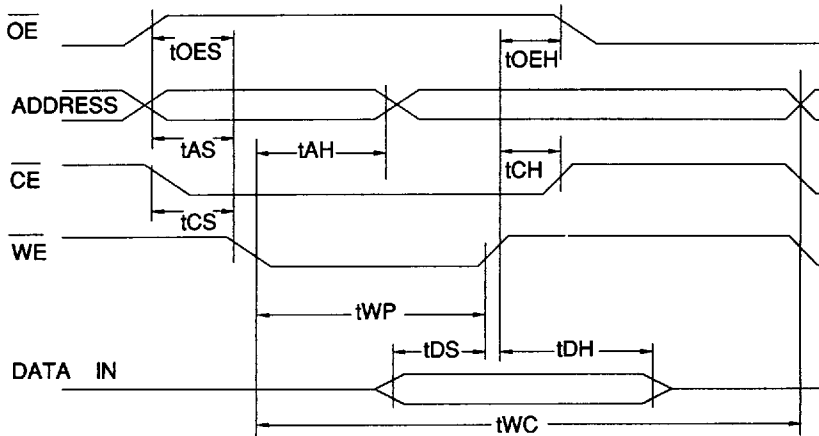 OE
tOES
tOEH
ADDRESS
tAS
tAH
tCH
CE
tCS
WE
tWP
tDS
tDH
DATA IN
tWC